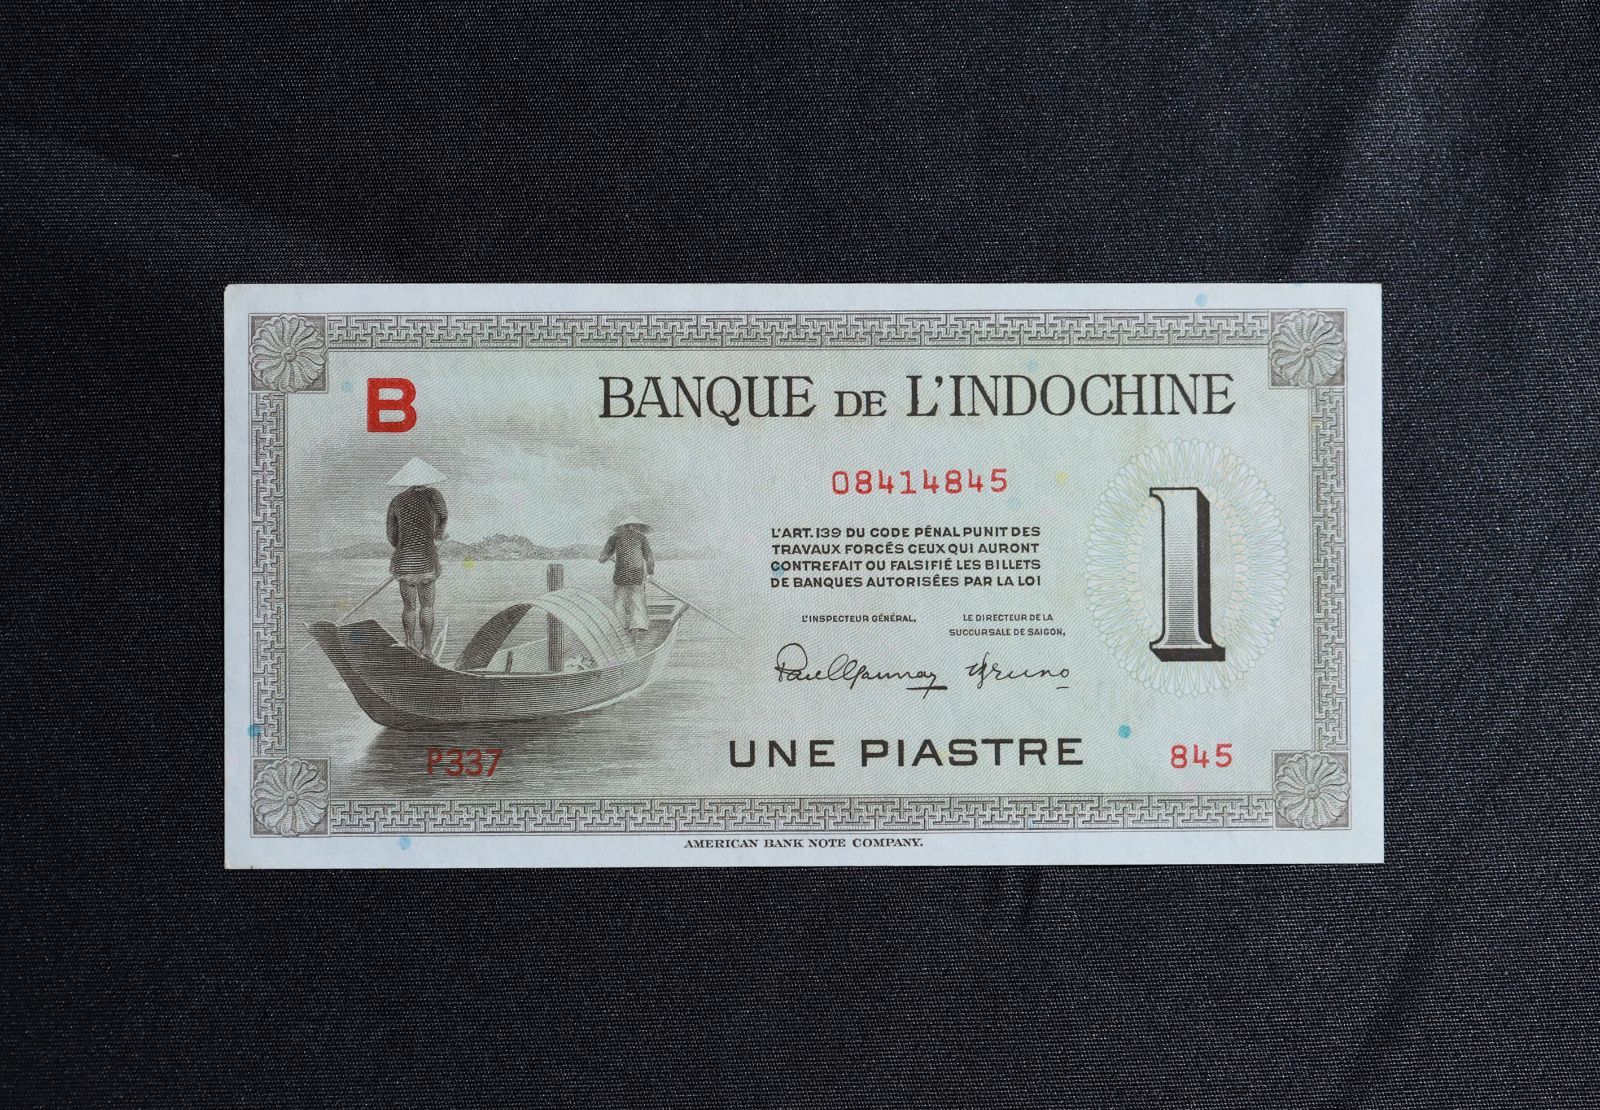 B
BANQUE DE L'INDOCHINE
08414845
L'ART. 139 DU CODE PÉNAL PUNIT DES
TRAVAUX FORCÉS CEUX QUI AURONT
CONTREFAIT OU FALSIFIÉ LES BILLETS
DE BANQUES AUTORISÉES PAR LA LOI
L'INSPECTEUR GÉNÉRAL,
LE DIRECTEUR DE LA
SUCCURSALE DE SAIGON,
1
P337
UNE PIASTRE
845
AMERICAN BANK NOTE COMPANY.